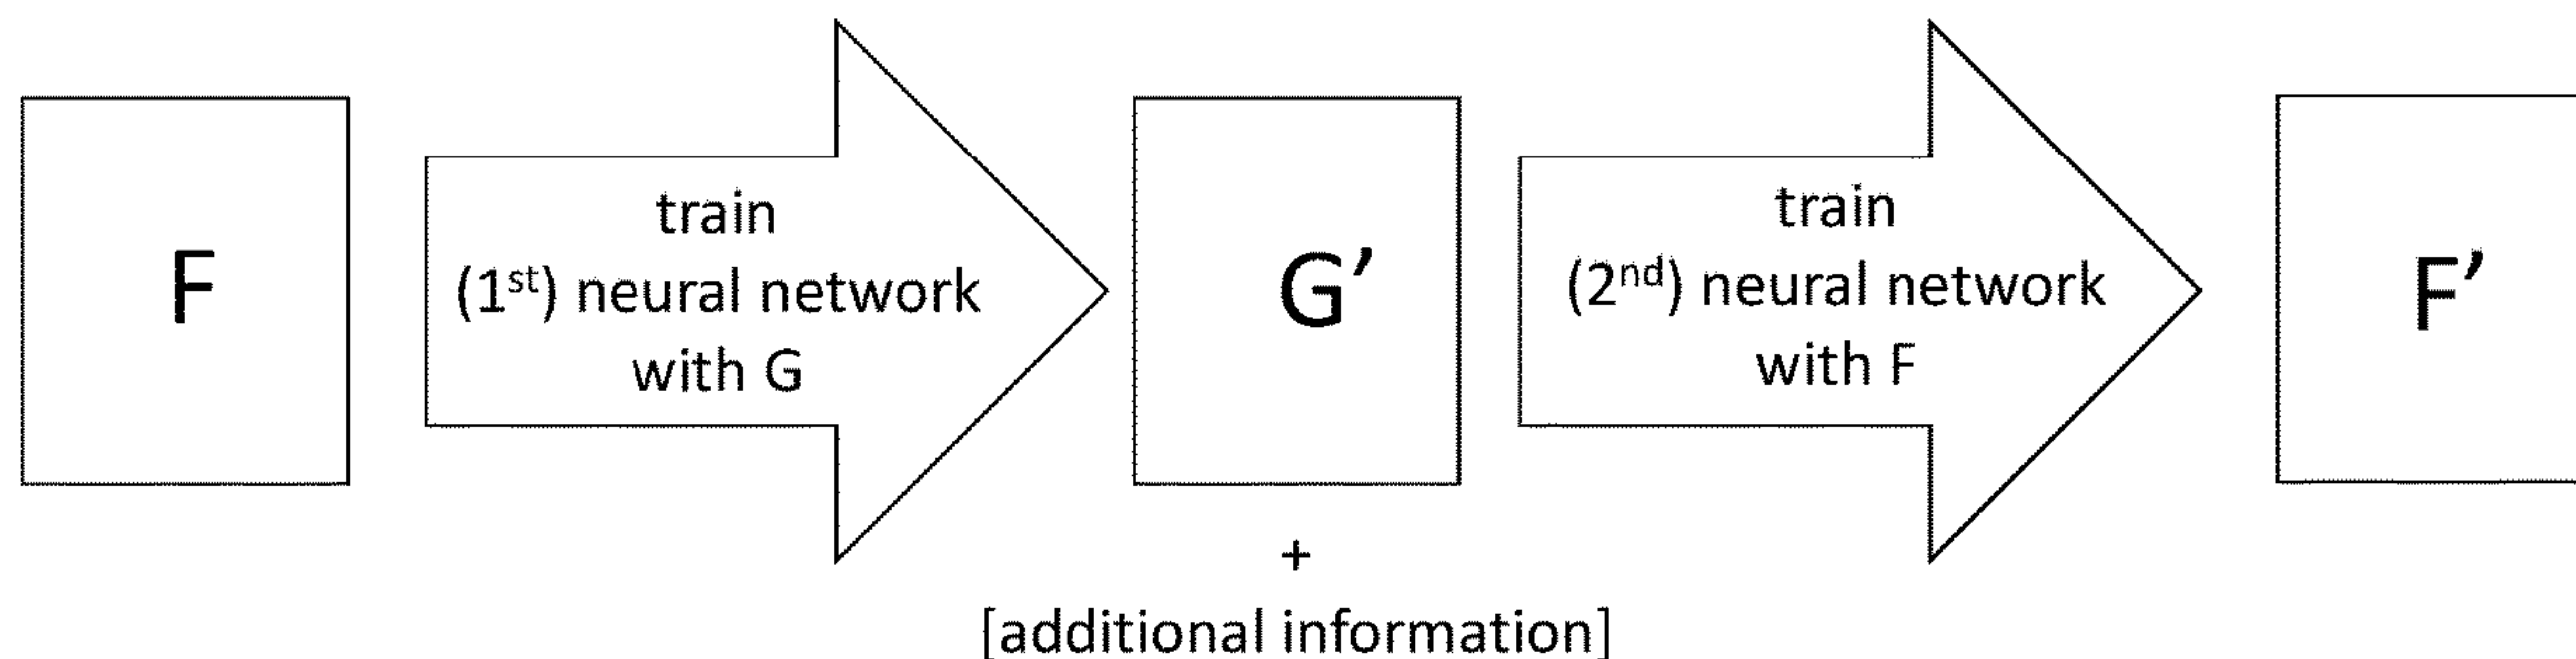 F
train
(1st) neural network
with G
G’
+
[additional information]
train
(2nd) neural network
with F
F’